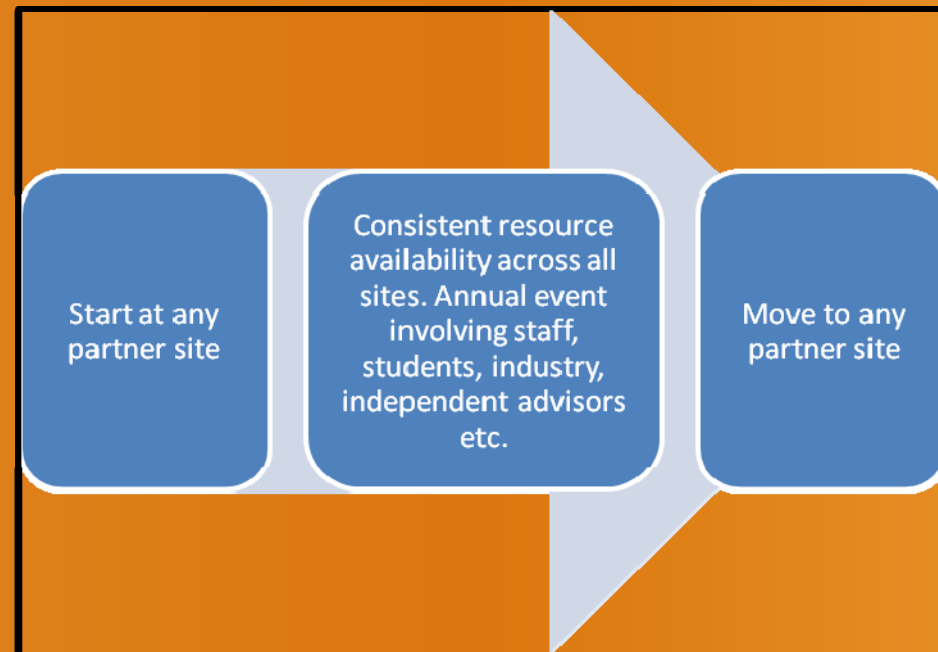 Start at any
partner site
Consistent resource
availability across all
sites. Annual event
involving staff,
students, industry,
independent advisors
etc.
Move to any
partner site